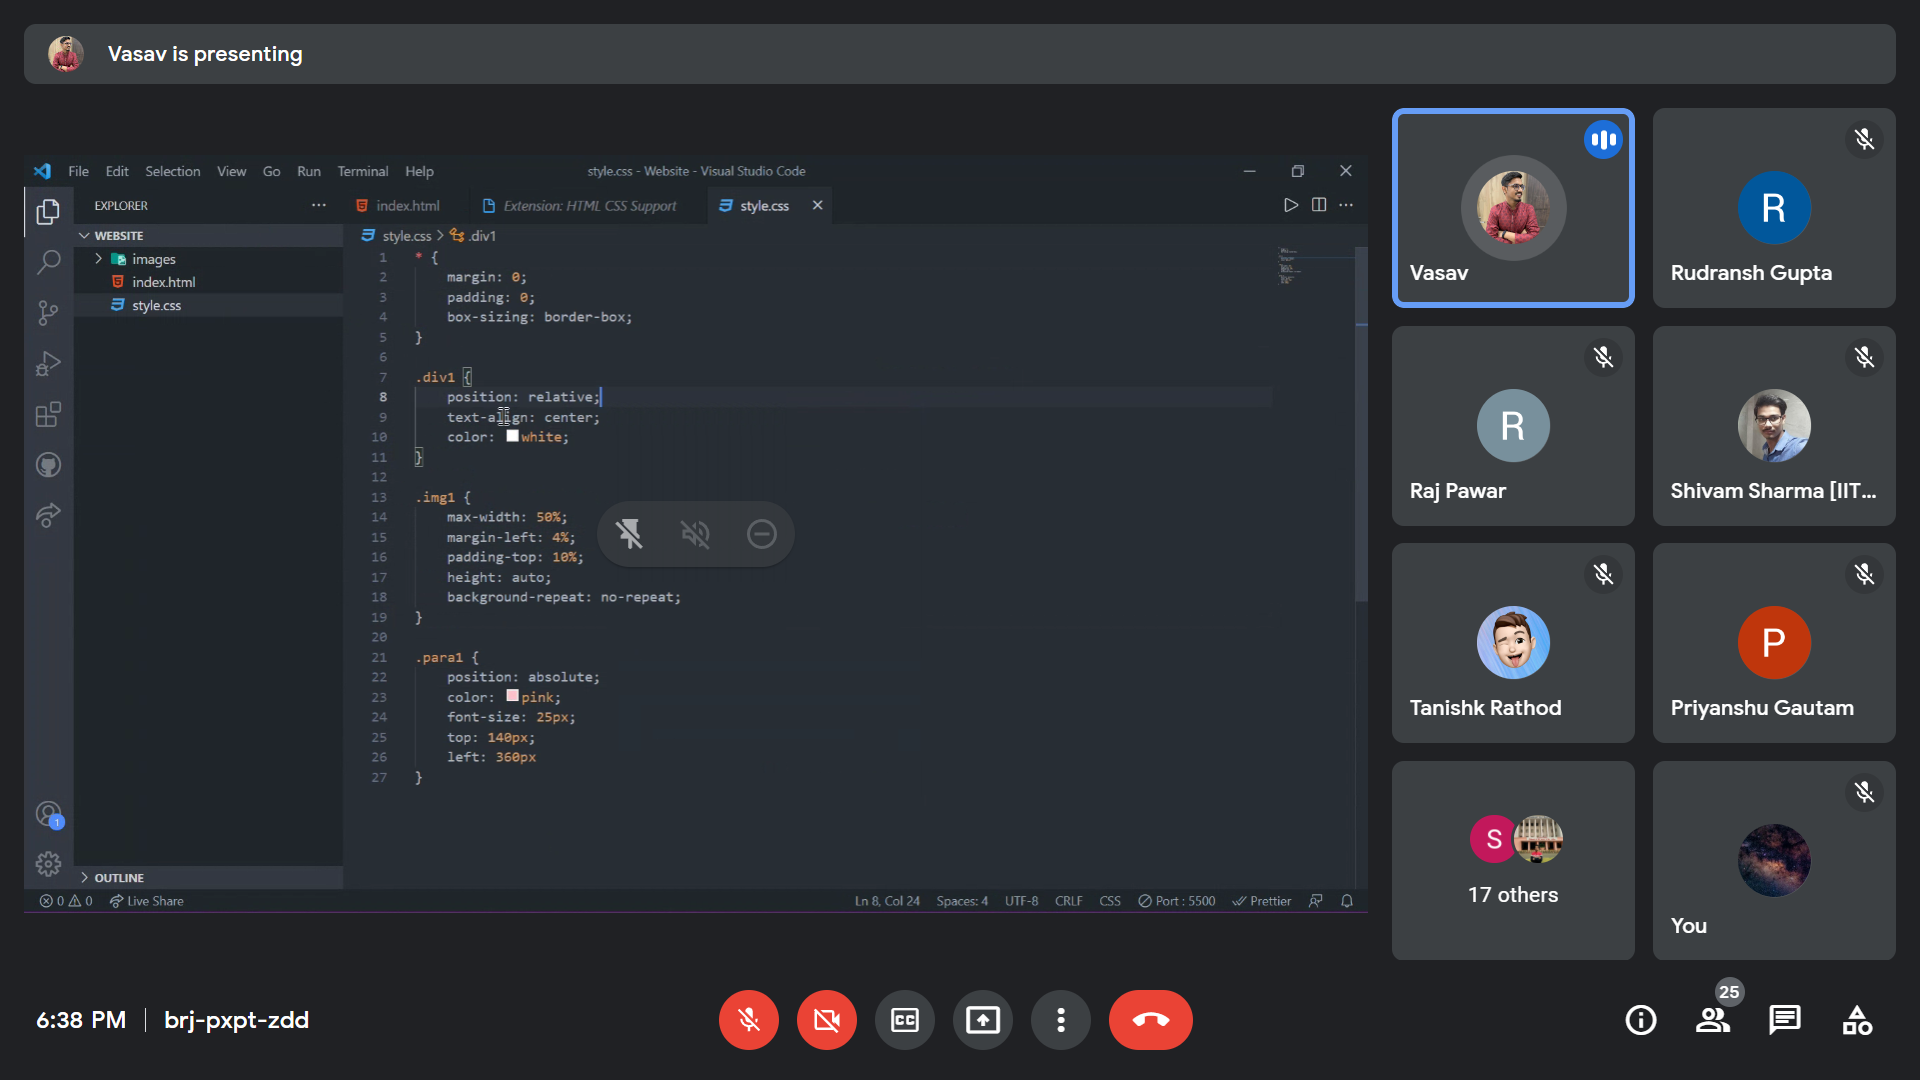 Vasav is presenting
File Edit Selection View Go Run Terminal Help
style.css - Website - Visual Studio Code
EXPLORER
index.html
Extension: HTML CSS Support
style.css
WEBSITE
images
index.html
style.css
OUTLINE
style.css > .div1
1 * {
2 margin: 0;
3 padding: 0;
4 box-sizing: border-box;
5 }
6
7 .div1 {
8 position: relative;
9 text-align: center;
10 color: white;
11 }
12
13 .img1 {
14 max-width: 50%;
15 margin-left: 4%;
16 padding-top: 10%;
17 height: auto;
18 background-repeat: no-repeat;
19 }
20
21 .para1 {
22 position: absolute;
23 color: pink;
24 font-size: 25px;
25 top: 140px;
26 left: 360px
27 }
1
0 0 Live Share
Ln 8, Col 24 Spaces: 4 UTF-8 CRLF CSS Port : 5500 Prettier
Vasav
R
Rudransh Gupta
R
Raj Pawar
Shivam Sharma [IIT...
Tanishk Rathod
P
Priyanshu Gautam
S
17 others
You
6:38 PM | brj-pxpt-zdd
CC
25